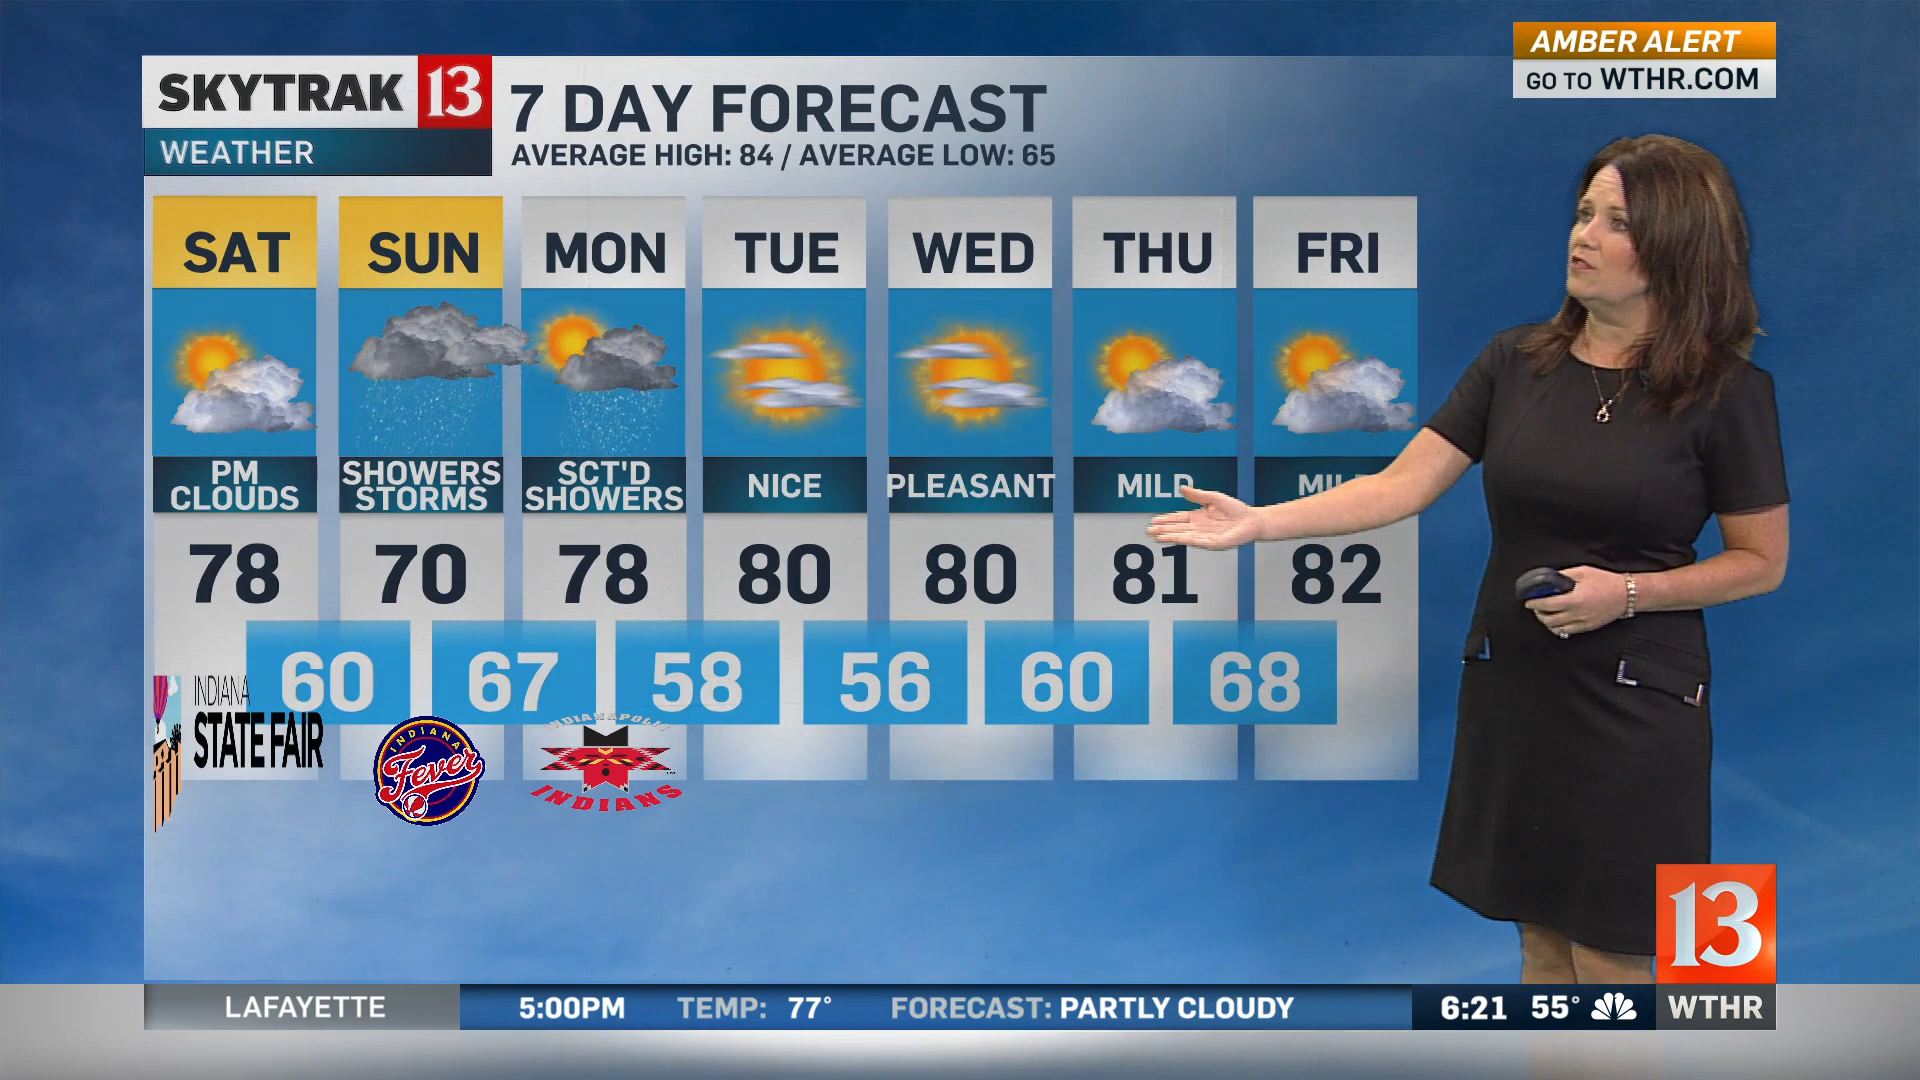 AMBER ALERT
GO TO WTHR.COM
SKYTRAK 13
WEATHER
7 DAY FORECAST
AVERAGE HIGH: 84 / AVERAGE LOW: 65
SAT SUN MON TUE WED THU FRI
PM CLOUDS
SHOWERS STORMS
SCT'D SHOWERS
NICE
PLEASANT
MILD
78 70 78 80 80 81 82
60 67 58 56 60 68
INDIANA
STATE FAIR
INDIANA
Fever
INDIANAPOLIS
INDIANS
13
LAFAYETTE 5:00PM TEMP: 77° FORECAST: PARTLY CLOUDY 6:21 55° WTHR